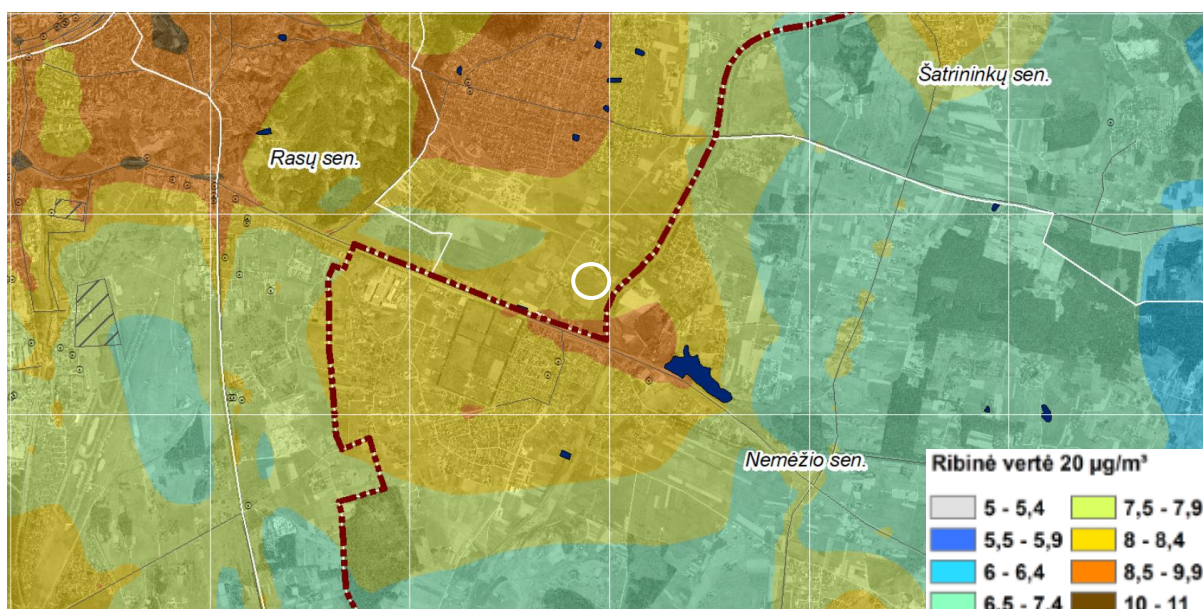 Šatrininkų sen.
Rasų sen.
Nemėžio sen.
Ribinė vertė 20 µg/m³
5 - 5,4
7,5 - 7,9
5,5 - 5,9
8 - 8,4
6 - 6,4
8,5 - 9,9
6,5 - 7,4
10 - 11